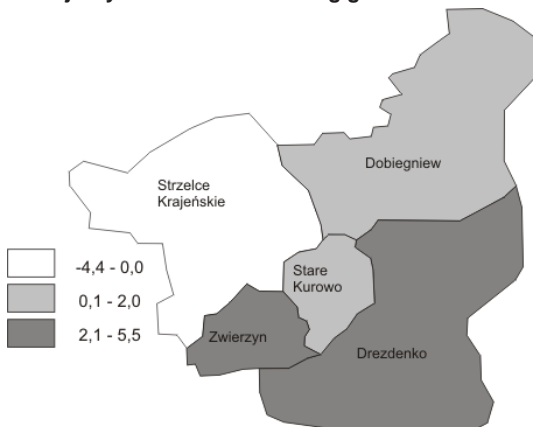 Dobiegniew
Strzelce
Krajeńskie
-4,4 - 0,0
Stare
Kurowo
0,1 - 2,0
2,1 - 5,5
Zwierzyn
Drezdenko